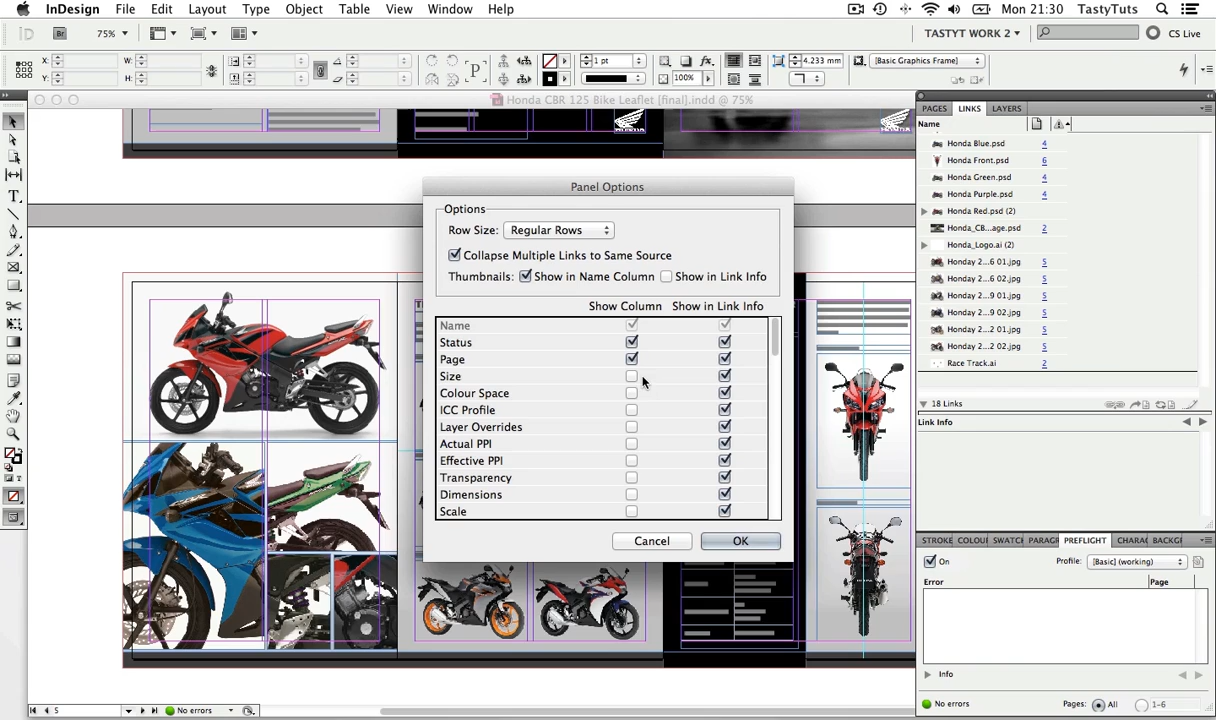 InDesign File Edit Layout Type Object Table View Window Help Mon 21:30 TastyTuts
Br 75% TASTYT WORK 2 CS Live
X: W: 1 pt 4.233 mm [Basic Graphics Frame]
Y: H: 100%
Honda CBR 125 Bike Leaflet [final].indd @ 75%
PAGES LINKS LAYERS
Name
Honda Blue.psd 4
Honda Front.psd 6
Honda Green.psd 4
Honda Purple.psd 4
Honda Red.psd (2)
Honda_CB...age.psd 2
Honda_Logo.ai (2)
Honday 2...6 01.jpg 5
Honday 2...6 02.jpg 5
Honday 2...9 01.jpg 5
Honday 2...9 02.jpg 5
Honday 2...2 01.jpg 5
Honday 2...2 02.jpg 5
Race Track.ai 2
18 Links
Link Info
Panel Options
Options
Row Size: Regular Rows
Collapse Multiple Links to Same Source
Thumbnails: Show in Name Column Show in Link Info
Show Column Show in Link Info
Name
Status
Page
Size
Colour Space
ICC Profile
Layer Overrides
Actual PPI
Effective PPI
Transparency
Dimensions
Scale
Cancel OK
HONDA
STROKE COLOU SWATC PARAGR PREFLIGHT CHARA BACKG
On Profile: [Basic] (working)
Error Page
Info
No errors Pages: All 1-6
5 No errors